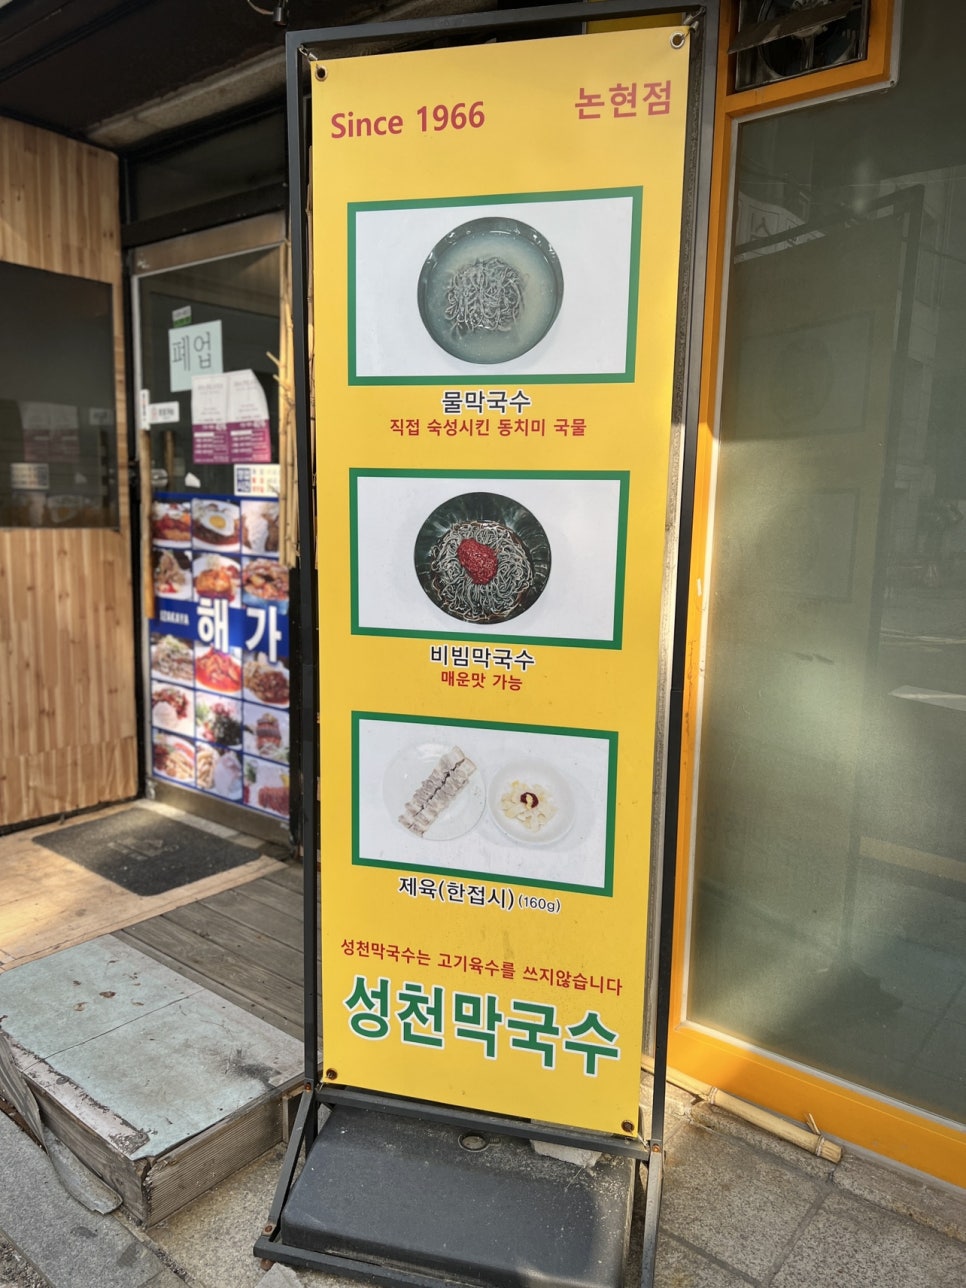 Since 1966
논현점
물막국수
직접 숙성시킨 동치미 국물
비빔막국수
매운맛 가능
제육(한접시)(160g)
성천막국수는 고기육수를 쓰지않습니다
성천막국수
폐업
IZAKAYA
해가